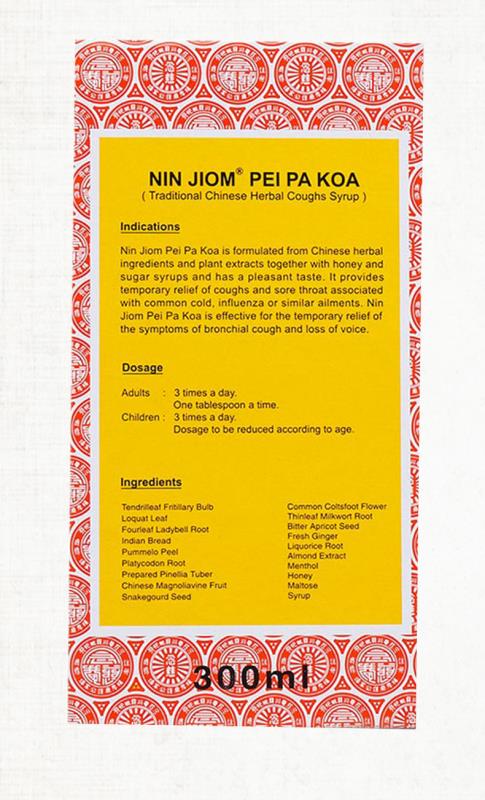 NIN JIOM® PEI PA KOA
( Traditional Chinese Herbal Coughs Syrup )
Indications
Nin Jiom Pei Pa Koa is formulated from Chinese herbal
ingredients and plant extracts together with honey and
sugar syrups and has a pleasant taste. It provides
temporary relief of coughs and sore throat associated
with common cold, influenza or similar ailments. Nin
Jiom Pei Pa Koa is effective for the temporary relief of
the symptoms of bronchial cough and loss of voice.
Dosage
Adults : 3 times a day.
One tablespoon a time.
Children : 3 times a day.
Dosage to be reduced according to age.
Ingredients
Tendrilleaf Fritillary Bulb
Loquat Leaf
Fourleaf Ladybell Root
Indian Bread
Pummelo Peel
Platycodon Root
Prepared Pinellia Tuber
Chinese Magnoliavine Fruit
Snakegourd Seed
Common Coltsfoot Flower
Thinleaf Milkwort Root
Bitter Apricot Seed
Fresh Ginger
Liquorice Root
Almond Extract
Menthol
Honey
Maltose
Syrup
300ml